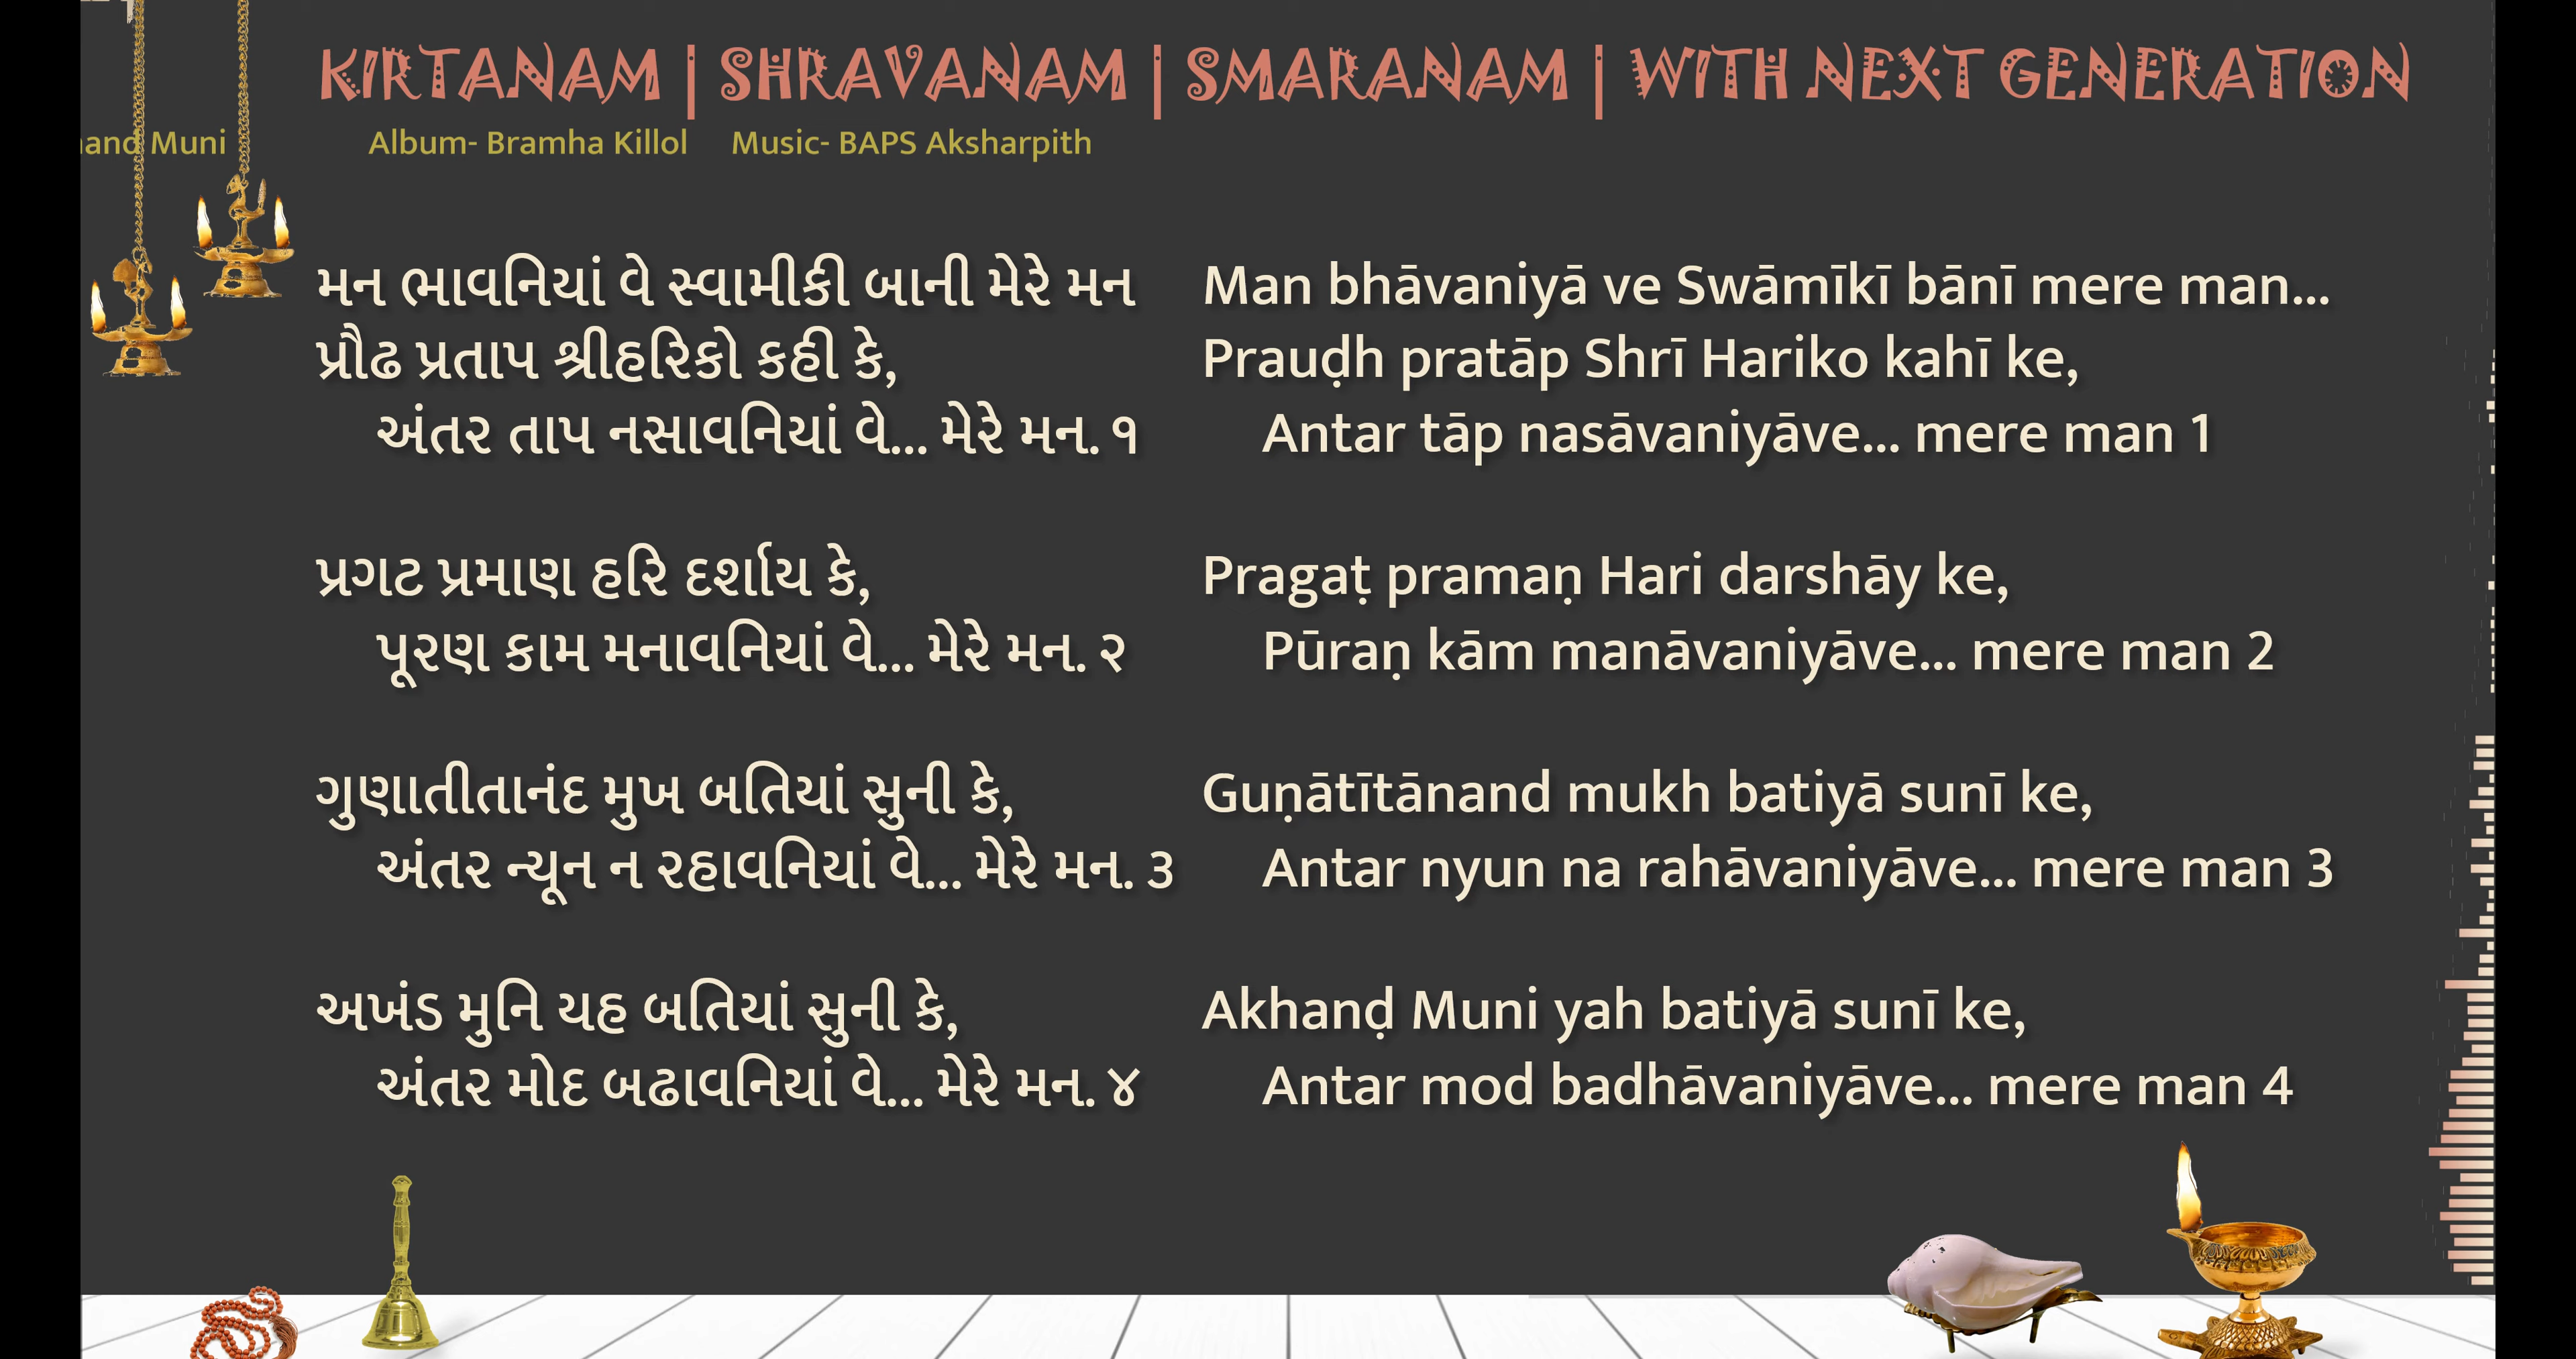 KIRTANAM | SHRAVANAM | SMARANAM | WITH NEXT GENERATION
Muni Album- Bramha Killol Music- BAPS Aksharpith
મન ભાવનિયાં વે સ્વામીકી બાની મેરે મન
પ્રૌઢ પ્રતાપ શ્રીહરિકો કહી કે,
અંતર તાપ નસાવનિયાં વે... મેરે મન. ૧
પ્રગટ પ્રમાણ હરિ દર્શાય કે,
પૂરણ કામ મનાવનિયાં વે... મેરે મન. ૨
ગુણાતીતાનંદ મુખ બતિયાં સુની કે,
અંતર ન્યૂન ન રહાવનિયાં વે... મેરે મન. ૩
અખંડ મુનિ યહ બતિયાં સુની કે,
અંતર મોદ બઢાવનિયાં વે... મેરે મન. ૪
Man bhāvaniyā ve Swāmīkī bānī mere man...
Prauḍh pratāp Shrī Hariko kahī ke,
Antar tāp nasāvaniyāve... mere man 1
Pragaṭ pramaṇ Hari darshāy ke,
Pūraṇ kām manāvaniyāve... mere man 2
Guṇātītānand mukh batiyā sunī ke,
Antar nyun na rahāvaniyāve... mere man 3
Akhanḍ Muni yah batiyā sunī ke,
Antar mod badhāvaniyāve... mere man 4